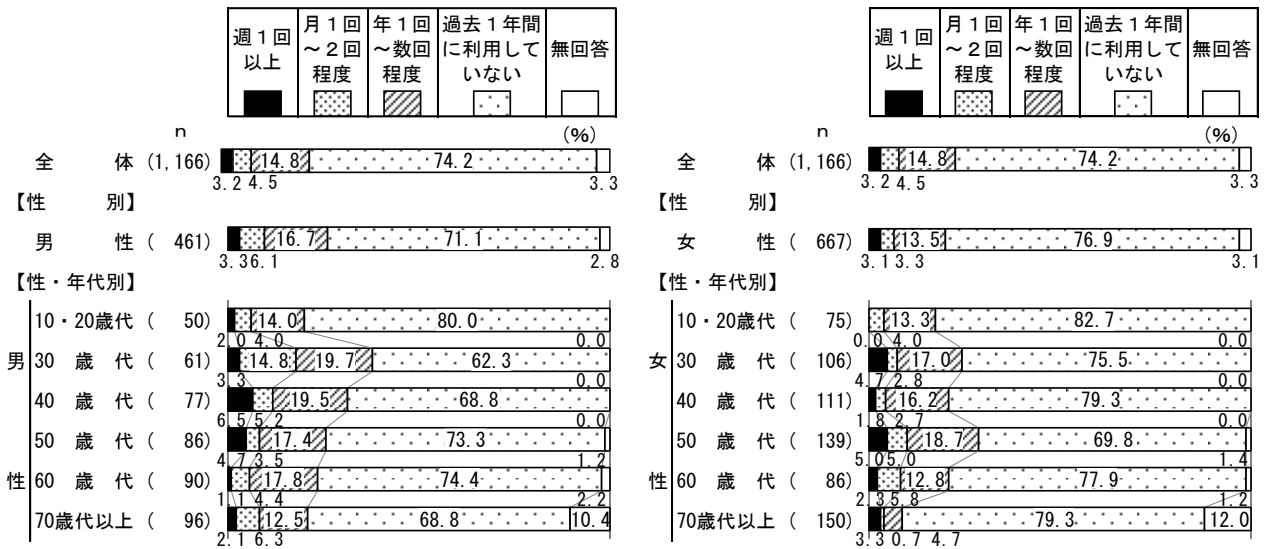 週１回以上 月１回～２回程度 年１回～数回程度 過去１年間に利用していない 無回答
n (%)
全体 (1,166) 14.8 74.2
3.2 4.5 3.3
【性別】
男性 ( 461) 16.7 71.1
3.3 6.1 2.8
【性・年代別】
男性
10・20歳代 ( 50) 14.0 80.0
2.0 4.0 0.0
30歳代 ( 61) 14.8 19.7 62.3
3.3 0.0
40歳代 ( 77) 19.5 68.8
6.5 5.2 0.0
50歳代 ( 86) 17.4 73.3
4.7 3.5 1.2
60歳代 ( 90) 17.8 74.4
1.1 4.4 2.2
70歳代以上 ( 96) 12.5 68.8 10.4
2.1 6.3
週１回以上 月１回～２回程度 年１回～数回程度 過去１年間に利用していない 無回答
n (%)
全体 (1,166) 14.8 74.2
3.2 4.5 3.3
【性別】
女性 ( 667) 13.5 76.9
3.1 3.3 3.1
【性・年代別】
女性
10・20歳代 ( 75) 13.3 82.7
0.0 4.0 0.0
30歳代 ( 106) 17.0 75.5
4.7 2.8 0.0
40歳代 ( 111) 16.2 79.3
1.8 2.7 0.0
50歳代 ( 139) 18.7 69.8
5.0 5.0 1.4
60歳代 ( 86) 12.8 77.9
2.3 5.8 1.2
70歳代以上 ( 150) 79.3 12.0
3.3 0.7 4.7